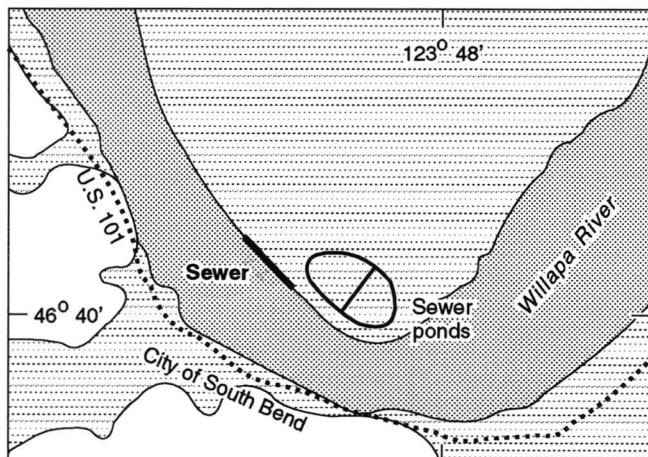 123° 48'
U.S. 101
Sewer
Willapa River
Sewer
ponds
46° 40'
City of South Bend